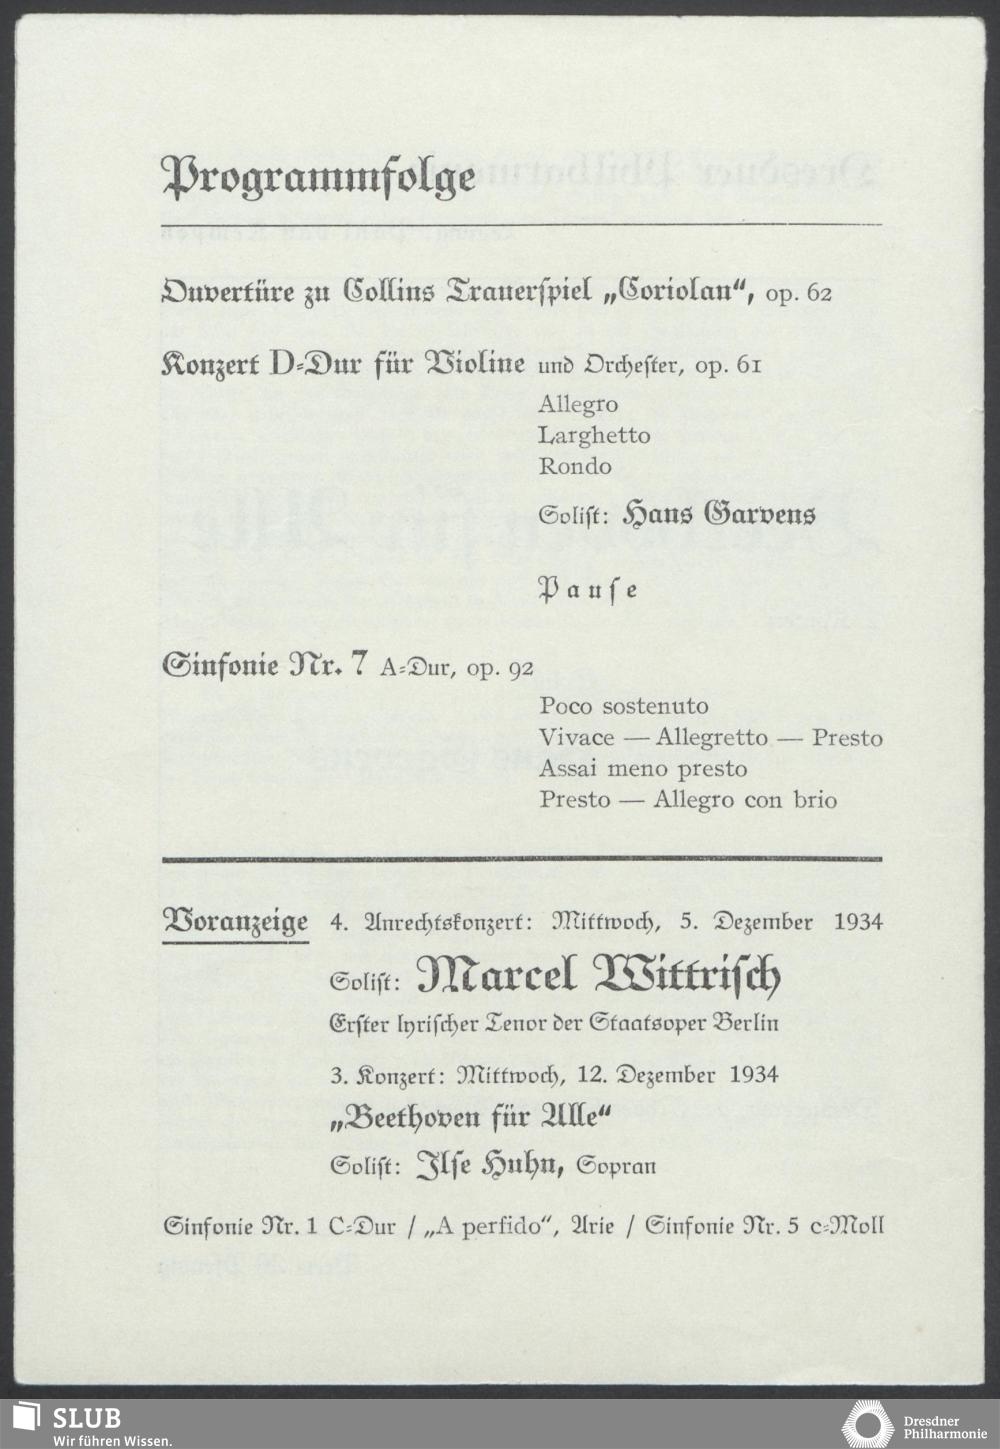 Programmfolge
Ouvertüre zu Collins Trauerspiel „Coriolan“, op. 62
Konzert D-Dur für Violine und Orchester, op. 61
Allegro
Larghetto
Rondo
Solist: Hans Garvens
Pause
Sinfonie Nr. 7 A-Dur, op. 92
Poco sostenuto
Vivace — Allegretto — Presto
Assai meno presto
Presto — Allegro con brio
Voranzeige 4. Anrechtskonzert: Mittwoch, 5. Dezember 1934
Solist: Marcel Wittrisch
Erster lyrischer Tenor der Staatsoper Berlin
3. Konzert: Mittwoch, 12. Dezember 1934
„Beethoven für Alle“
Solist: Ilse Huhn, Sopran
Sinfonie Nr. 1 C-Dur / „A perfido“, Arie / Sinfonie Nr. 5 c-Moll
SLUB
Wir führen Wissen.
Dresdner
Philharmonie